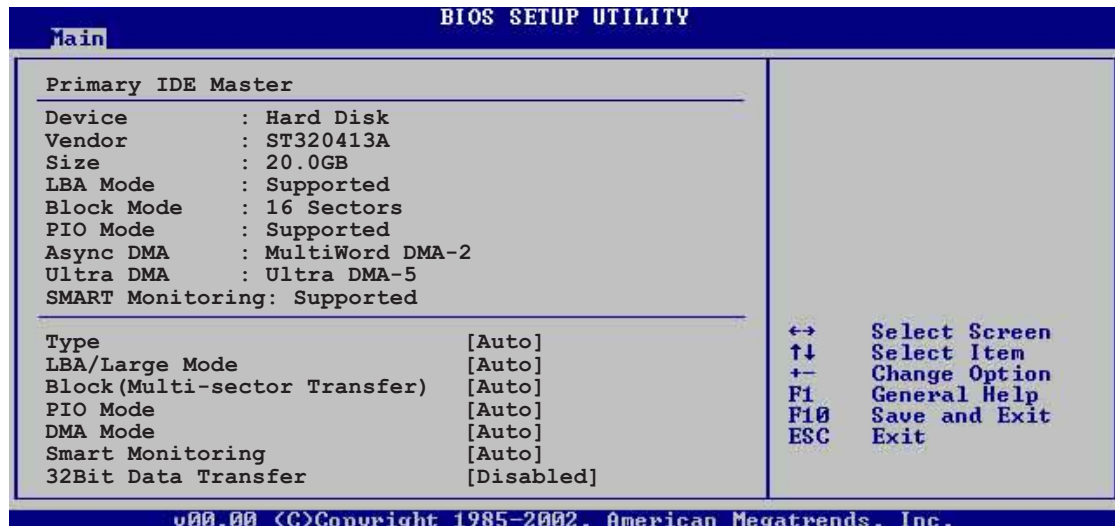 BIOS SETUP UTILITY
Main
Primary IDE Master
Device : Hard Disk
Vendor : ST320413A
Size : 20.0GB
LBA Mode : Supported
Block Mode : 16 Sectors
PIO Mode : Supported
Async DMA : MultiWord DMA-2
Ultra DMA : Ultra DMA-5
SMART Monitoring: Supported
Type [Auto]
LBA/Large Mode [Auto]
Block(Multi-sector Transfer) [Auto]
PIO Mode [Auto]
DMA Mode [Auto]
Smart Monitoring [Auto]
32Bit Data Transfer [Disabled]
←→ Select Screen
↑↓ Select Item
+- Change Option
F1 General Help
F10 Save and Exit
ESC Exit
v00.00 (C)Copyright 1985-2002, American Megatrends, Inc.